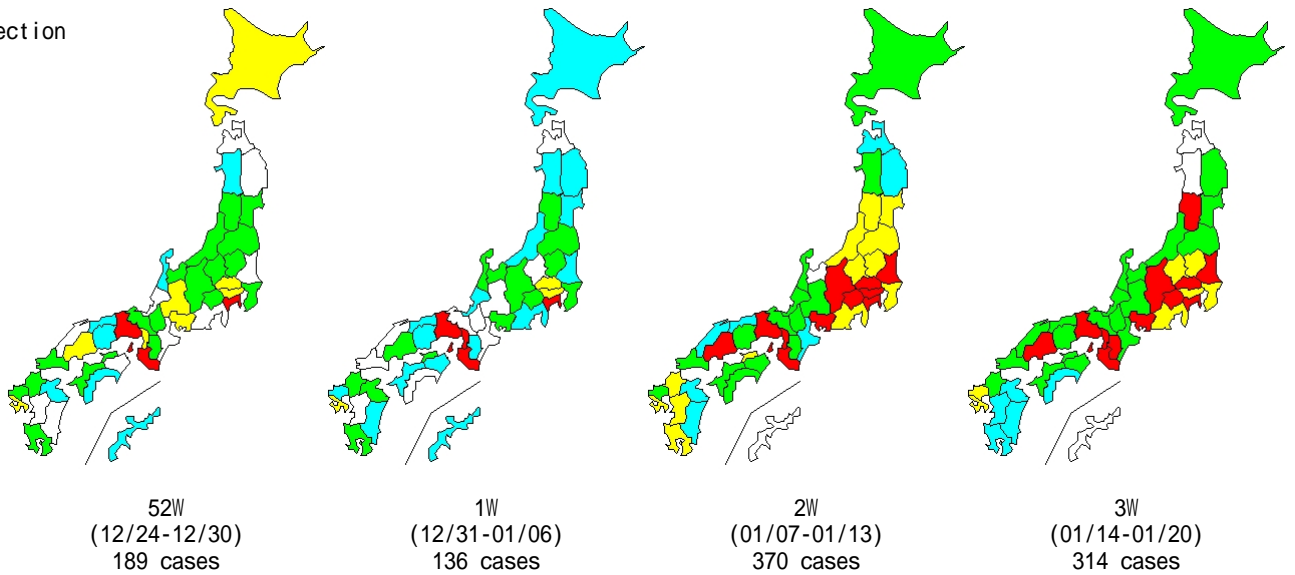 ection
52W
(12/24-12/30)
189 cases
1W
(12/31-01/06)
136 cases
2W
(01/07-01/13)
370 cases
3W
(01/14-01/20)
314 cases